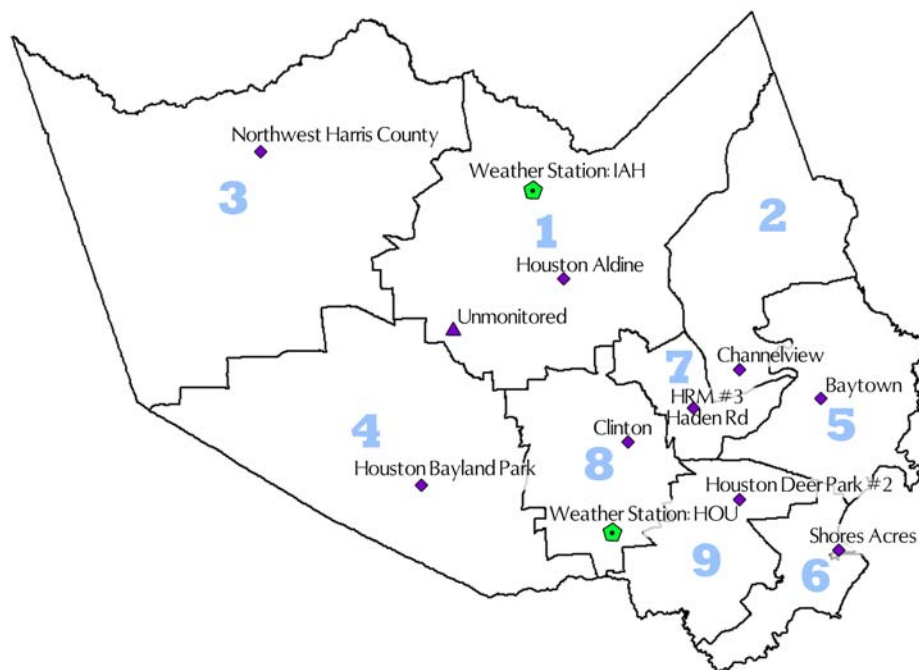 Northwest Harris County
3
Weather Station: IAH
1
2
Houston Aldine
Unmonitored
Channelview
7
HRM #3
Haden Rd
Baytown
5
4
Clinton
8
Houston Bayland Park
Houston Deer Park #2
Weather Station: HOU
Shores Acres
9
6